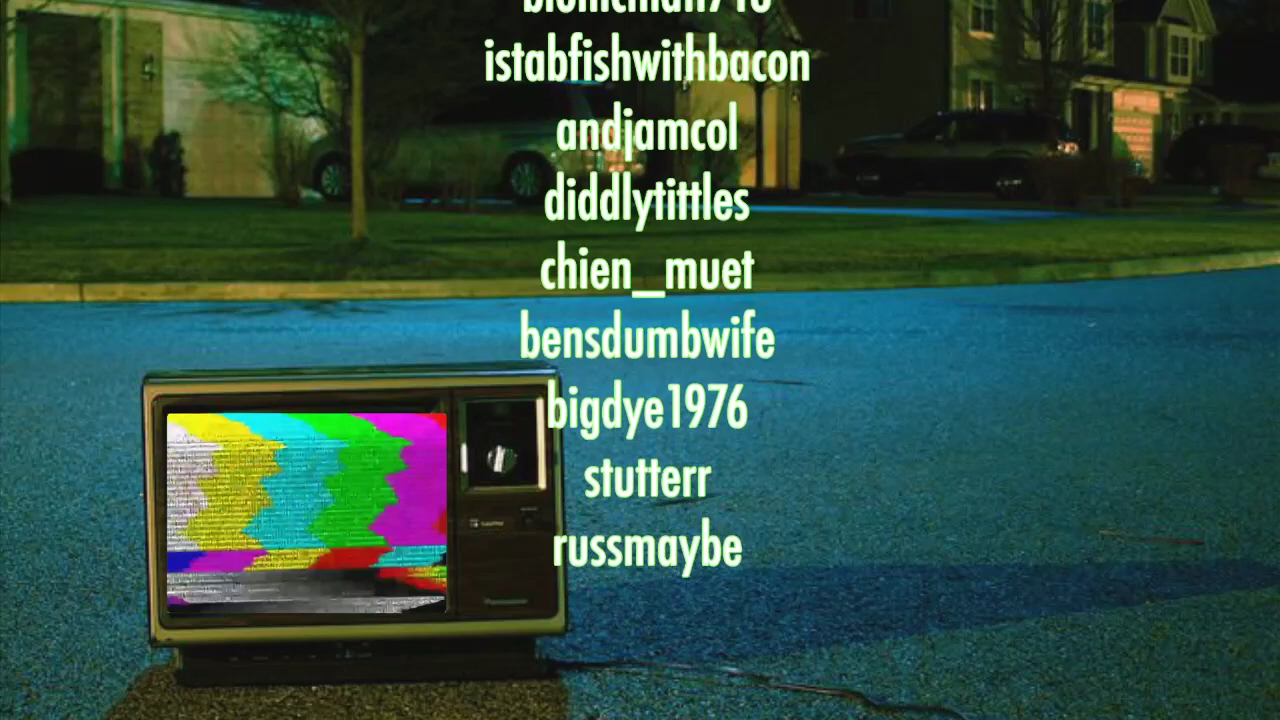 istabfishwithbacon
andjamcol
diddlytittles
chien_muet
bensdumbwife
bigdye1976
stutterr
russmaybe